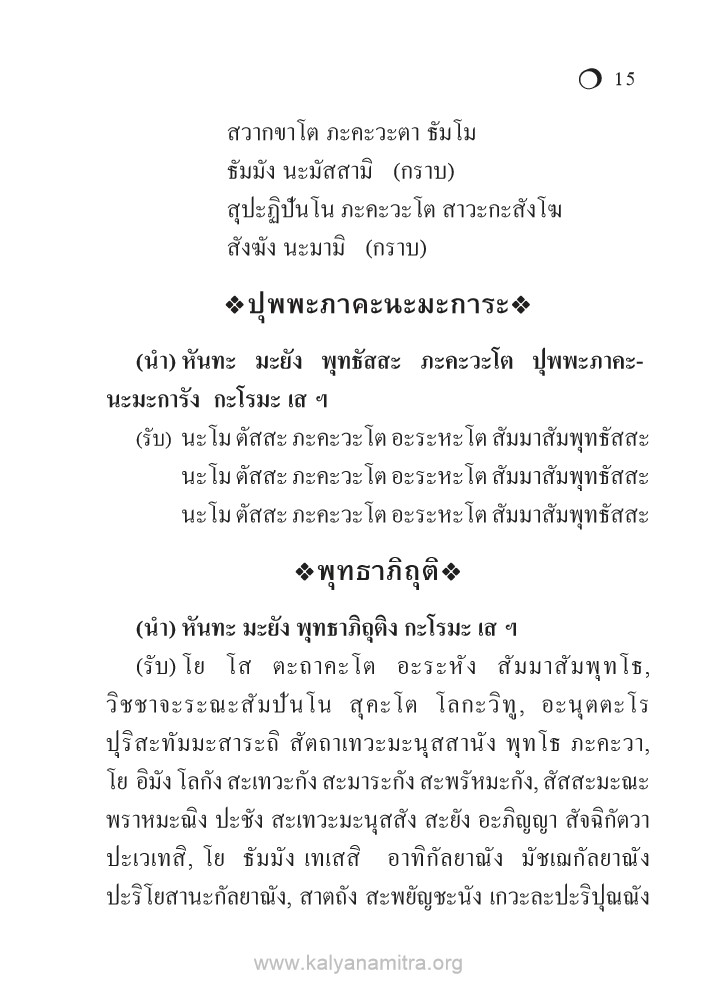 15
สวากขาโต ภะคะวะตา ธัมโม
ธัมมัง นะมัสสามิ (กราบ)
สุปะฏิปันโน ภะคะวะโต สาวะกะสังโฆ
สังฆัง นะมามิ (กราบ)
❖ปุพพะภาคะนะมะการะ❖
(นำ) หันทะ มะยัง พุทธัสสะ ภะคะวะโต ปุพพะภาคะ-
นะมะการัง กะโรมะ เส ฯ
(รับ) นะโม ตัสสะ ภะคะวะโต อะระหะโต สัมมาสัมพุทธัสสะ
นะโม ตัสสะ ภะคะวะโต อะระหะโต สัมมาสัมพุทธัสสะ
นะโม ตัสสะ ภะคะวะโต อะระหะโต สัมมาสัมพุทธัสสะ
❖พุทธาภิถุติ❖
(นำ) หันทะ มะยัง พุทธาภิถุติง กะโรมะ เส ฯ
(รับ) โย โส ตะถาคะโต อะระหัง สัมมาสัมพุทโธ,
วิชชาจะระณะสัมปันโน สุคะโต โลกะวิทู, อะนุตตะโร
ปุริสะทัมมะสาระถิ สัตถาเทวะมะนุสสานัง พุทโธ ภะคะวา,
โย อิมัง โลกัง สะเทวะกัง สะมาระกัง สะพรัหมะกัง, สัสสะมะณะ
พราหมะณิง ปะชัง สะเทวะมะนุสสัง สะยัง อะภิญญา สัจฉิกัตวา
ปะเวเทสิ, โย ธัมมัง เทเสสิ อาทิกัลยาณัง มัชเฌกัลยาณัง
ปะริโยสานะกัลยาณัง, สาตถัง สะพยัญชะนัง เกวะละปะริปุณณัง
www.kalyanamitra.org